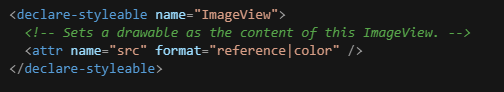 <declare-styleable name="ImageView">
  <!-- Sets a drawable as the content of this ImageView. -->
  <attr name="src" format="reference|color" />
</declare-styleable>